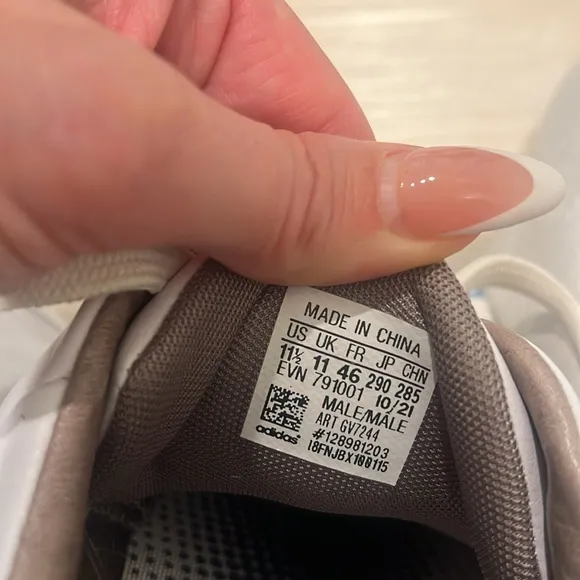 MADE IN CHINA
US UK FR JP CHN
11½ 11 46 290 285
EVN 791001 10/21
MALE/MALE
ART GV7244
adidas
#128981203
I8FNJBX100115